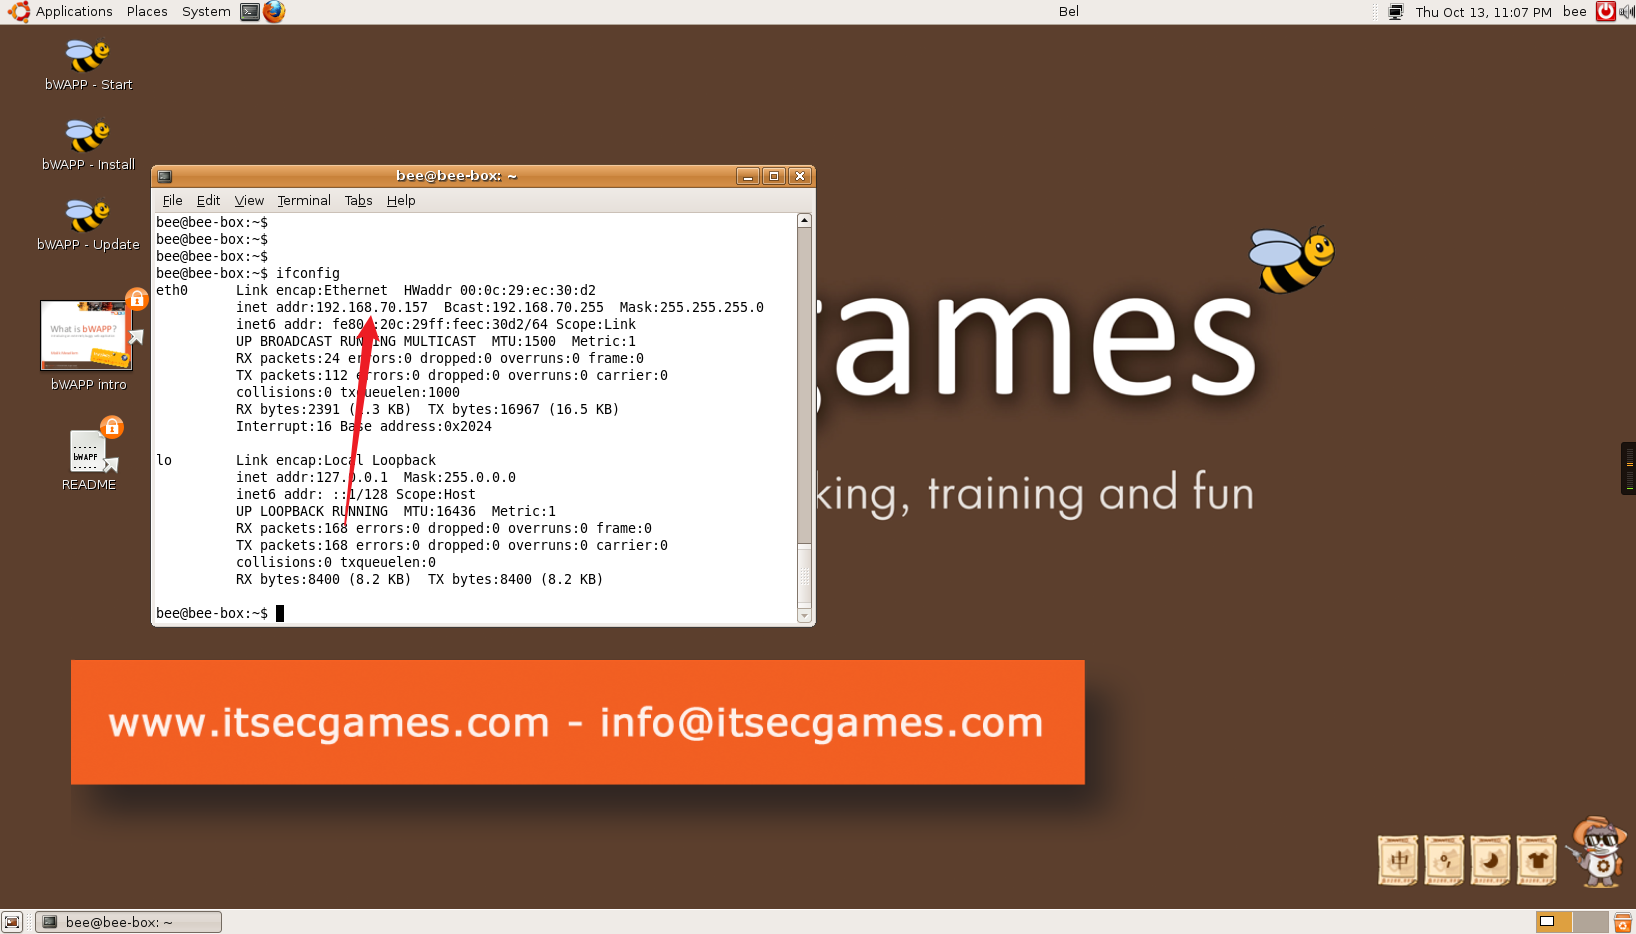 Applications Places System
Bel
Thu Oct 13, 11:07 PM bee
bWAPP - Start
bWAPP - Install
bWAPP - Update
What is bWAPP?
bWAPP intro
bWAPP
README
bee@bee-box: ~
File Edit View Terminal Tabs Help
bee@bee-box:~$
bee@bee-box:~$
bee@bee-box:~$
bee@bee-box:~$ ifconfig
eth0 Link encap:Ethernet HWaddr 00:0c:29:ec:30:d2
inet addr:192.168.70.157 Bcast:192.168.70.255 Mask:255.255.255.0
inet6 addr: fe80::20c:29ff:feec:30d2/64 Scope:Link
UP BROADCAST RUNNING MULTICAST MTU:1500 Metric:1
RX packets:24 errors:0 dropped:0 overruns:0 frame:0
TX packets:112 errors:0 dropped:0 overruns:0 carrier:0
collisions:0 txqueuelen:1000
RX bytes:2391 (2.3 KB) TX bytes:16967 (16.5 KB)
Interrupt:16 Base address:0x2024
lo Link encap:Local Loopback
inet addr:127.0.0.1 Mask:255.0.0.0
inet6 addr: ::1/128 Scope:Host
UP LOOPBACK RUNNING MTU:16436 Metric:1
RX packets:168 errors:0 dropped:0 overruns:0 frame:0
TX packets:168 errors:0 dropped:0 overruns:0 carrier:0
collisions:0 txqueuelen:0
RX bytes:8400 (8.2 KB) TX bytes:8400 (8.2 KB)
bee@bee-box:~$
games
king, training and fun
www.itsecgames.com - info@itsecgames.com
中
bee@bee-box: ~